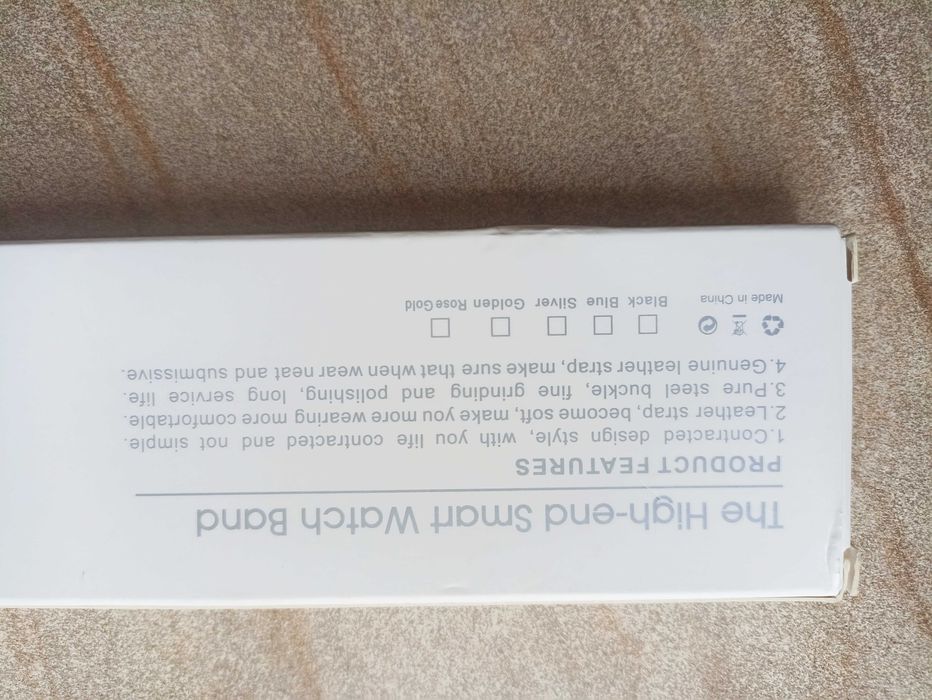 The High-end Smart Watch Band
PRODUCT FEATURES
1.Contracted design style, with you life contracted and not simple.
2.Leather strap, become soft, make you more wearing more comfortable.
3.Pure steel buckle, fine grinding and polishing, long service life.
4.Genuine leather strap, make sure that when wear neat and submissive.
Made in China Black Blue Silver Golden Rose Gold